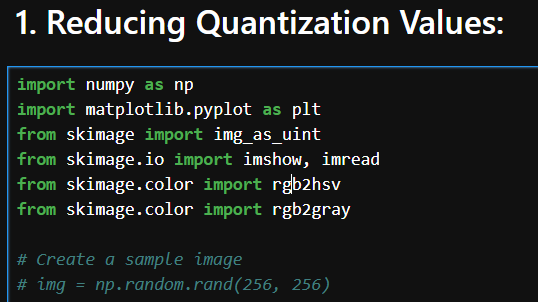 1. Reducing Quantization Values:
import numpy as np
import matplotlib.pyplot as plt
from skimage import img_as_uint
from skimage.io import imshow, imread
from skimage.color import rgb2hsv
from skimage.color import rgb2gray
# Create a sample image
# img = np.random.rand(256, 256)